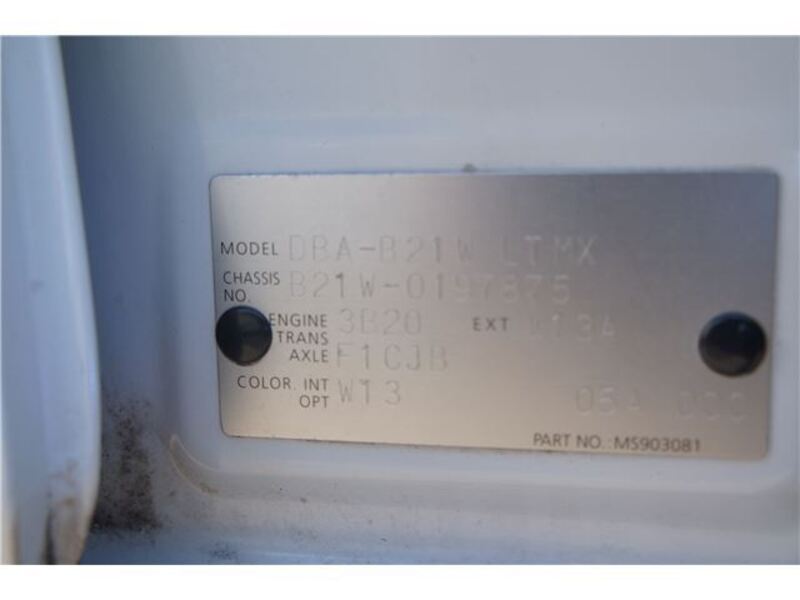 MODEL DBA-B21W LTMX
CHASSIS NO. B21W-0197875
ENGINE 3B20 EXT W13A
TRANS AXLE F1CJB
COLOR. INT W13
OPT 05A
PART NO.: MS903081